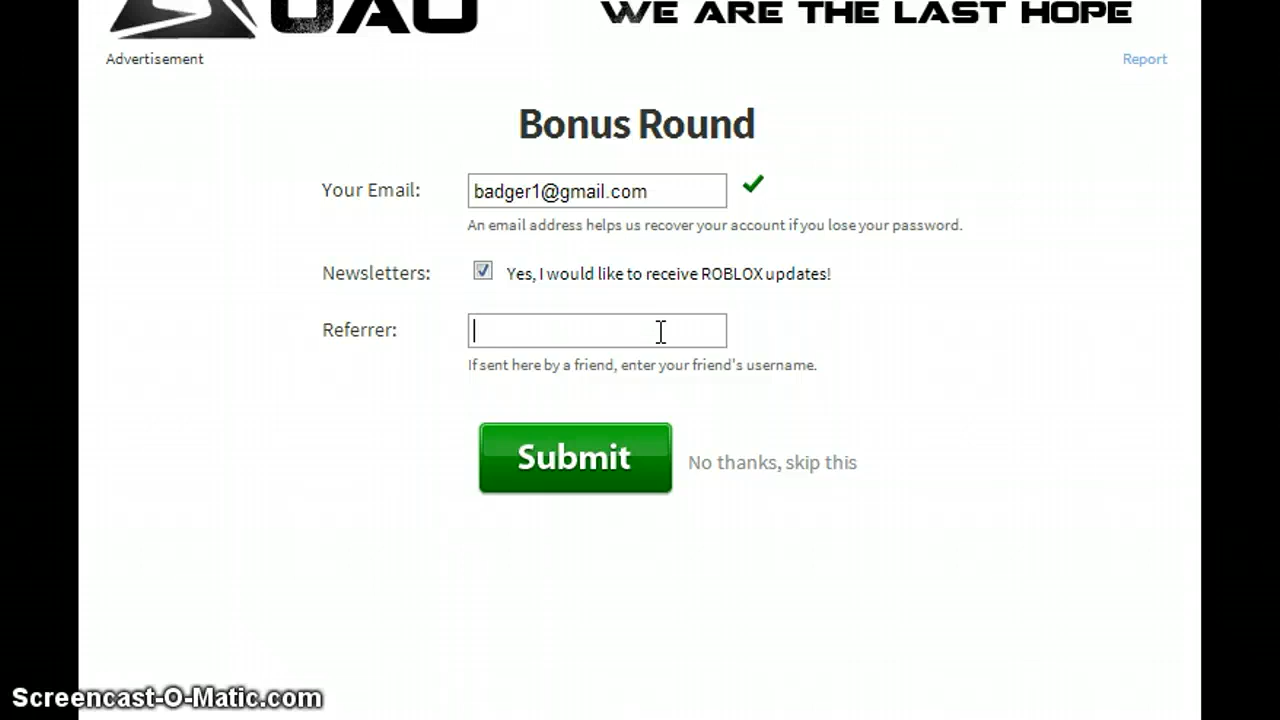 UAO WE ARE THE LAST HOPE
Advertisement Report
Bonus Round
Your Email: badger1@gmail.com
An email address helps us recover your account if you lose your password.
Newsletters: Yes, I would like to receive ROBLOX updates!
Referrer:
If sent here by a friend, enter your friend's username.
Submit No thanks, skip this
Screencast-O-Matic.com